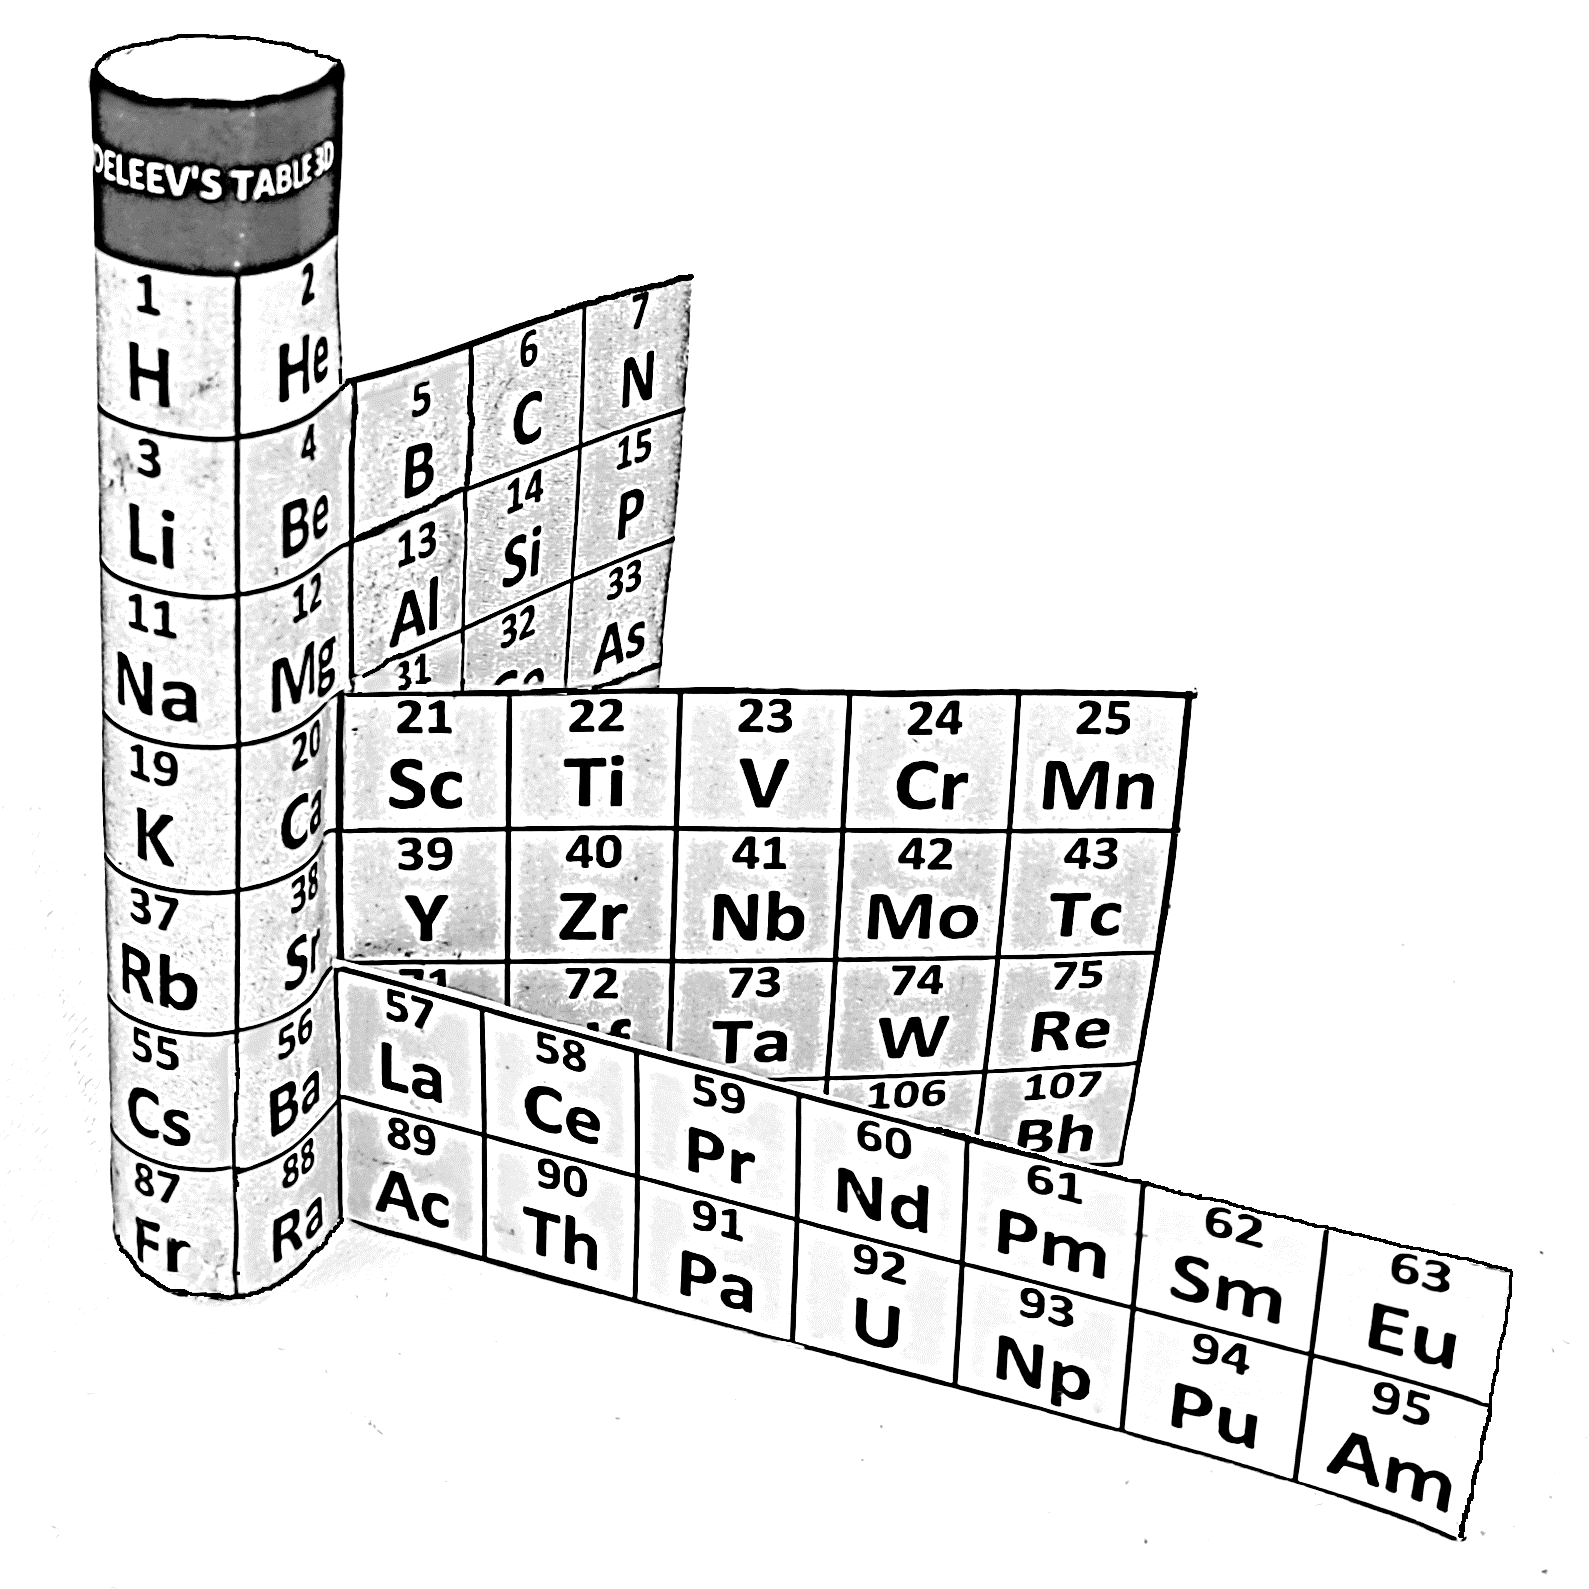 DELEEV'S TABLE 3D
1 2
H He
3 4
Li Be
11 12
Na Mg
19 20
K Ca
37 38
Rb Sr
55 56
Cs Ba
87 88
Fr Ra
5 6 7
B C N
13 14 15
Al Si P
31 32 33
As
21 22 23 24 25
Sc Ti V Cr Mn
39 40 41 42 43
Y Zr Nb Mo Tc
71 72 73 74 75
Ta W Re
106 107
Bh
57 58 59 60 61 62 63
La Ce Pr Nd Pm Sm Eu
89 90 91 92 93 94 95
Ac Th Pa U Np Pu Am